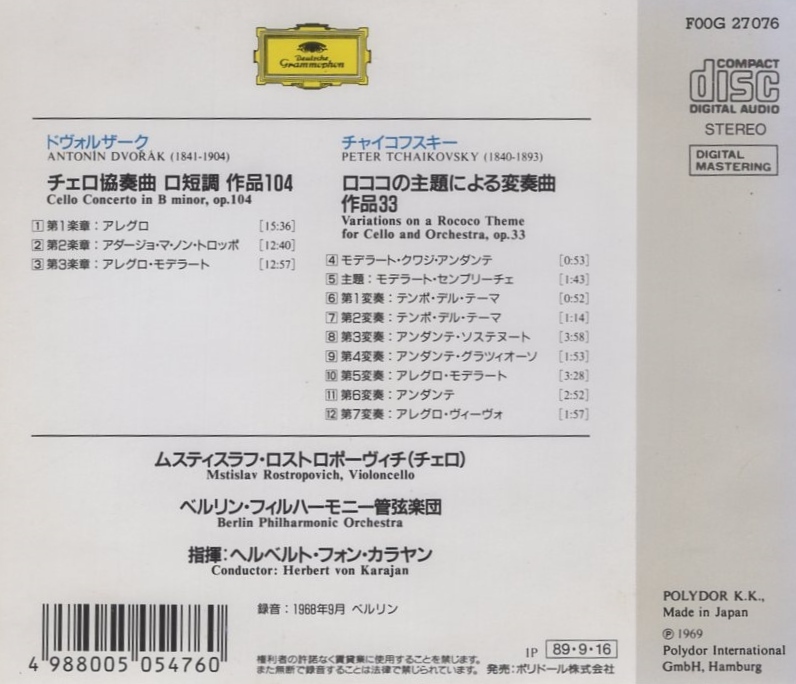 Deutsche
Grammophon
F00G 27076
COMPACT
disc
DIGITAL AUDIO
STEREO
DIGITAL
MASTERING
ドヴォルザーク
ANTONÍN DVOŘÁK (1841-1904)
チェロ協奏曲 ロ短調 作品104
Cello Concerto in B minor, op.104
1 第1楽章：アレグロ [15:36]
2 第2楽章：アダージョ・マ・ノン・トロッポ [12:40]
3 第3楽章：アレグロ・モデラート [12:57]
チャイコフスキー
PETER TCHAIKOVSKY (1840-1893)
ロココの主題による変奏曲
作品33
Variations on a Rococo Theme
for Cello and Orchestra, op.33
4 モデラート・クワジ・アンダンテ [0:53]
5 主題：モデラート・センプリーチェ [1:43]
6 第1変奏：テンポ・デル・テーマ [0:52]
7 第2変奏：テンポ・デル・テーマ [1:14]
8 第3変奏：アンダンテ・ソステヌート [3:58]
9 第4変奏：アンダンテ・グラツィオーソ [1:53]
10 第5変奏：アレグロ・モデラート [3:28]
11 第6変奏：アンダンテ [2:52]
12 第7変奏：アレグロ・ヴィーヴォ [1:57]
ムスティスラフ・ロストロポーヴィチ（チェロ）
Mstislav Rostropovich, Violoncello
ベルリン・フィルハーモニー管弦楽団
Berlin Philharmonic Orchestra
指揮：ヘルベルト・フォン・カラヤン
Conductor: Herbert von Karajan
録音：1968年9月 ベルリン
4 988005 054760
権利者の許諾なく賃貸業に使用することを禁じます。
また無断で録音することは法律で禁じられています。
1P 89・9・16
発売：ポリドール株式会社
POLYDOR K.K.,
Made in Japan
℗ 1969
Polydor International
GmbH, Hamburg